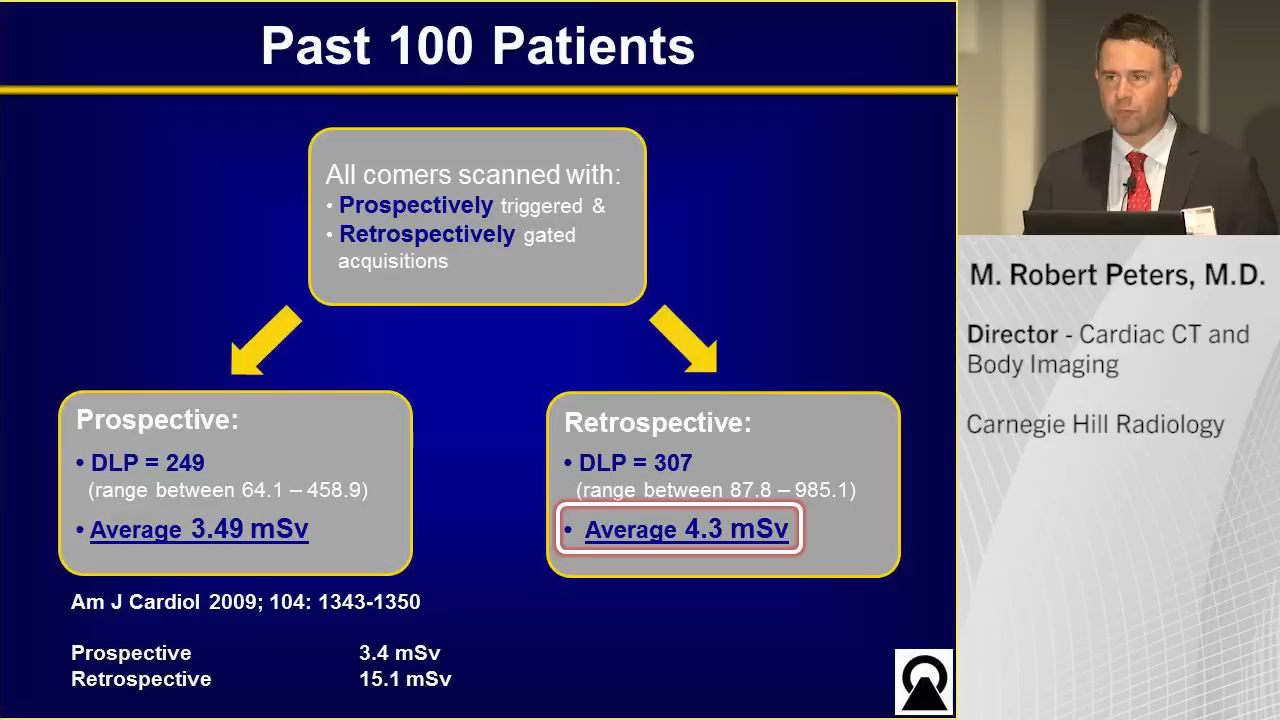 Past 100 Patients
All comers scanned with:
• Prospectively triggered &
• Retrospectively gated
acquisitions
Prospective:
• DLP = 249
(range between 64.1 – 458.9)
• Average 3.49 mSv
Retrospective:
• DLP = 307
(range between 87.8 – 985.1)
• Average 4.3 mSv
Am J Cardiol 2009; 104: 1343-1350
Prospective 3.4 mSv
Retrospective 15.1 mSv
M. Robert Peters, M.D.
Director - Cardiac CT and
Body Imaging
Carnegie Hill Radiology